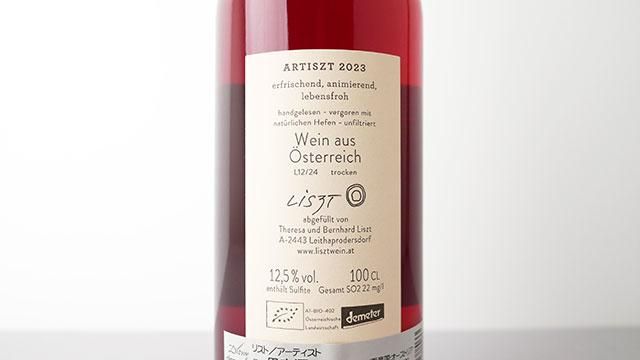 ARTISZT 2023
erfrischend, animierend,
lebensfroh
handgelesen - vergoren mit
natürlichen Hefen - unfiltriert
Wein aus
Österreich
L12/24 trocken
LiSZT
abgefüllt von
Theresa und Bernhard Liszt
A-2443 Leithaprodersdorf
www.lisztwein.at
12,5% vol. 100 CL
enthält Sulfite Gesamt SO2 22 mg/l
AT-BIO-402
Österreichische
Landwirtschaft
demeter
リスト/アーティスト